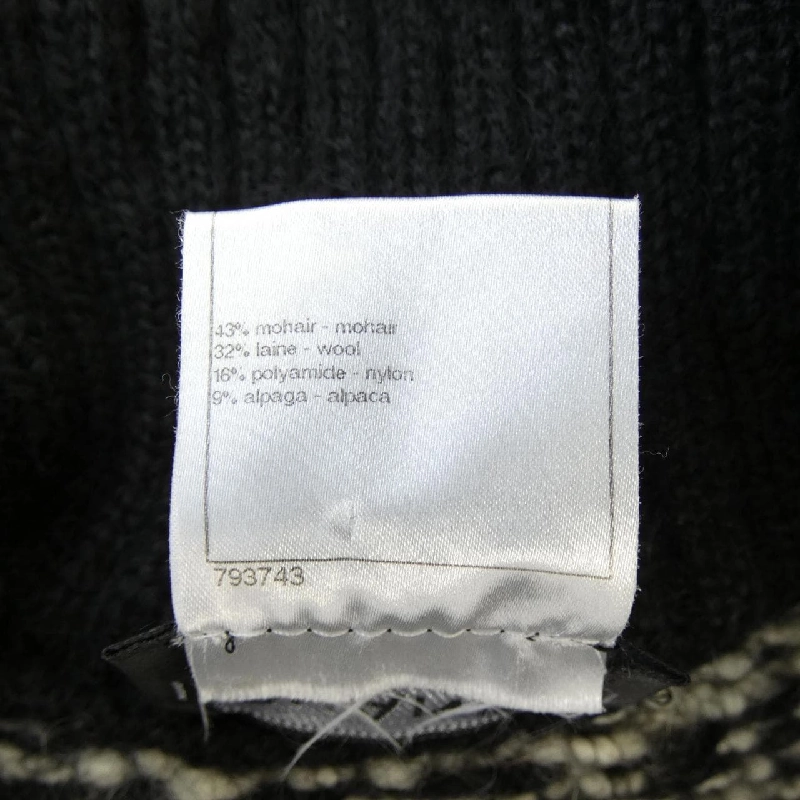 43% mohair - mohair
32% laine - wool
16% polyamide - nylon
9% alpaga - alpaca
793743